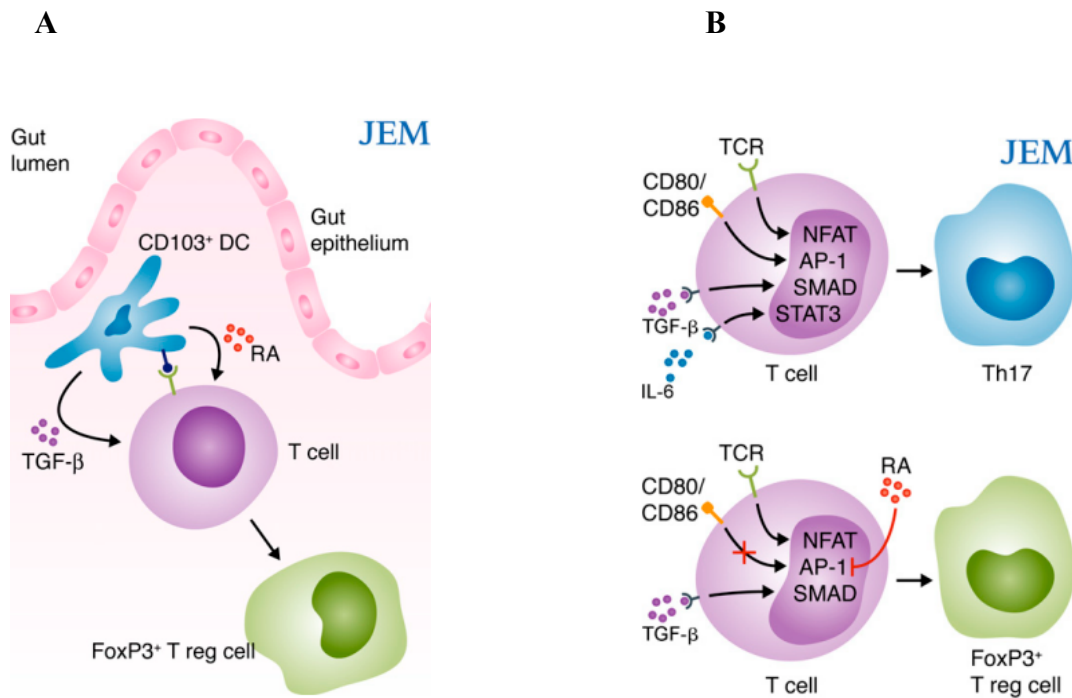 A
B
Gut
lumen
JEM
Gut
epithelium
CD103⁺ DC
RA
TGF-β
T cell
FoxP3⁺ T reg cell
JEM
TCR
CD80/
CD86
NFAT
AP-1
SMAD
STAT3
TGF-β
IL-6
T cell
Th17
TCR
RA
CD80/
CD86
NFAT
AP-1
SMAD
TGF-β
T cell
FoxP3⁺
T reg cell